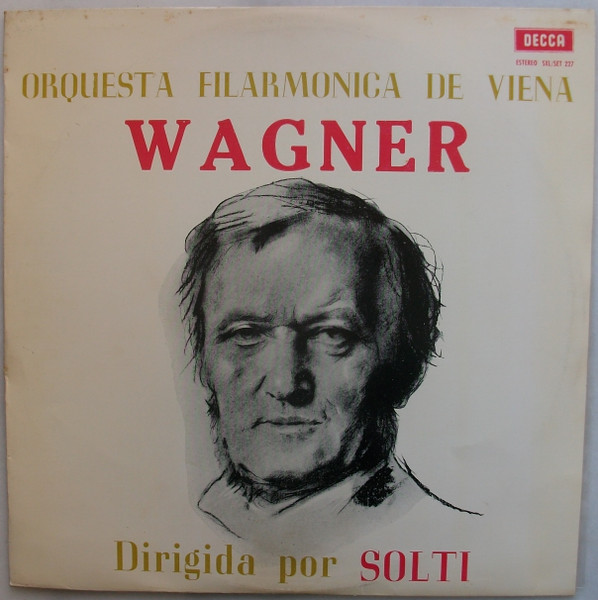 DECCA
ESTEREO SXL/SET 227
ORQUESTA FILARMONICA DE VIENA
WAGNER
Dirigida por SOLTI